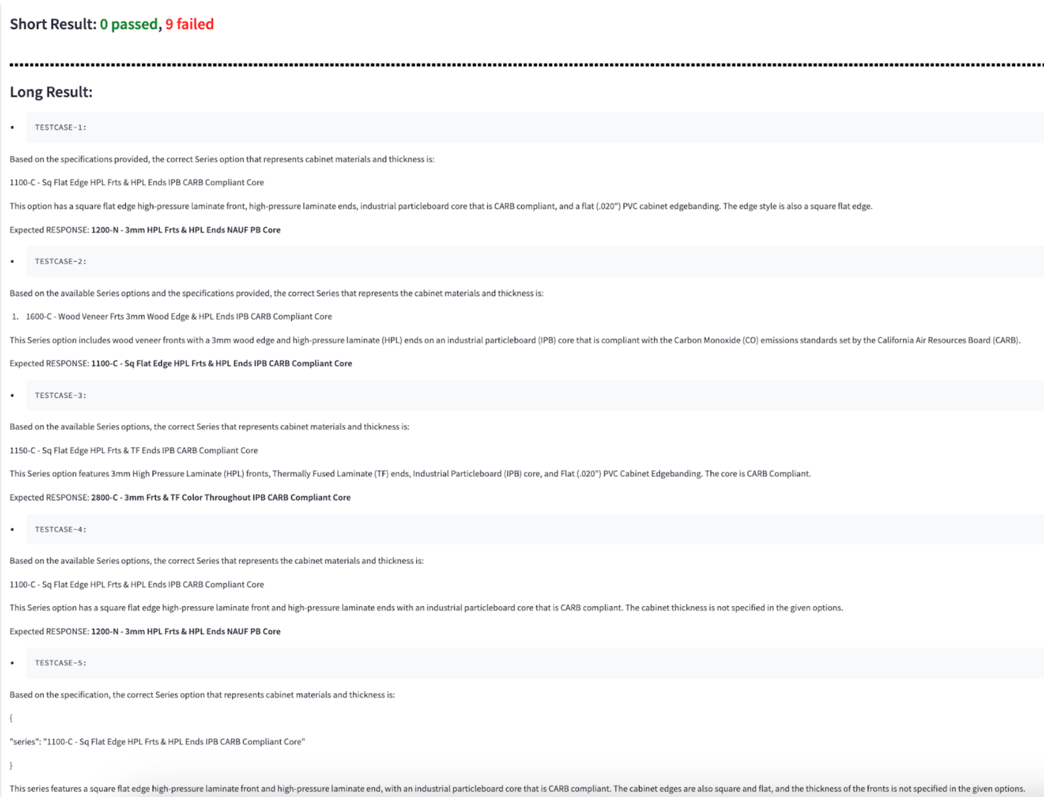 Short Result: 0 passed, 9 failed
Long Result:
TESTCASE-1:
Based on the specifications provided, the correct Series option that represents cabinet materials and thickness is:
1100-C - Sq Flat Edge HPL Frts & HPL Ends IPB CARB Compliant Core
This option has a square flat edge high-pressure laminate front, high-pressure laminate ends, industrial particleboard core that is CARB compliant, and a flat (.020") PVC cabinet edgebanding. The edge style is also a square flat edge.
Expected RESPONSE: 1200-N - 3mm HPL Frts & HPL Ends NAUF PB Core
TESTCASE-2:
Based on the available Series options and the specifications provided, the correct Series that represents the cabinet materials and thickness is:
1. 1600-C - Wood Veneer Frts 3mm Wood Edge & HPL Ends IPB CARB Compliant Core
This Series option includes wood veneer fronts with a 3mm wood edge and high-pressure laminate (HPL) ends on an industrial particleboard (IPB) core that is compliant with the Carbon Monoxide (CO) emissions standards set by the California Air Resources Board (CARB).
Expected RESPONSE: 1100-C - Sq Flat Edge HPL Frts & HPL Ends IPB CARB Compliant Core
TESTCASE-3:
Based on the available Series options, the correct Series that represents cabinet materials and thickness is:
1150-C - Sq Flat Edge HPL Frts & TF Ends IPB CARB Compliant Core
This Series option features 3mm High Pressure Laminate (HPL) fronts, Thermally Fused Laminate (TF) ends, Industrial Particleboard (IPB) core, and Flat (.020") PVC Cabinet Edgebanding. The core is CARB Compliant.
Expected RESPONSE: 2800-C - 3mm Frts & TF Color Throughout IPB CARB Compliant Core
TESTCASE-4:
Based on the available Series options, the correct Series that represents the cabinet materials and thickness is:
1100-C - Sq Flat Edge HPL Frts & HPL Ends IPB CARB Compliant Core
This Series option has a square flat edge high-pressure laminate front and high-pressure laminate ends with an industrial particleboard core that is CARB compliant. The cabinet thickness is not specified in the given options.
Expected RESPONSE: 1200-N - 3mm HPL Frts & HPL Ends NAUF PB Core
TESTCASE-5:
Based on the specification, the correct Series option that represents cabinet materials and thickness is:
{
"series": "1100-C - Sq Flat Edge HPL Frts & HPL Ends IPB CARB Compliant Core"
}
This series features a square flat edge high-pressure laminate front and high-pressure laminate end, with an industrial particleboard core that is CARB compliant. The cabinet edges are also square and flat, and the thickness of the fronts is not specified in the given options.